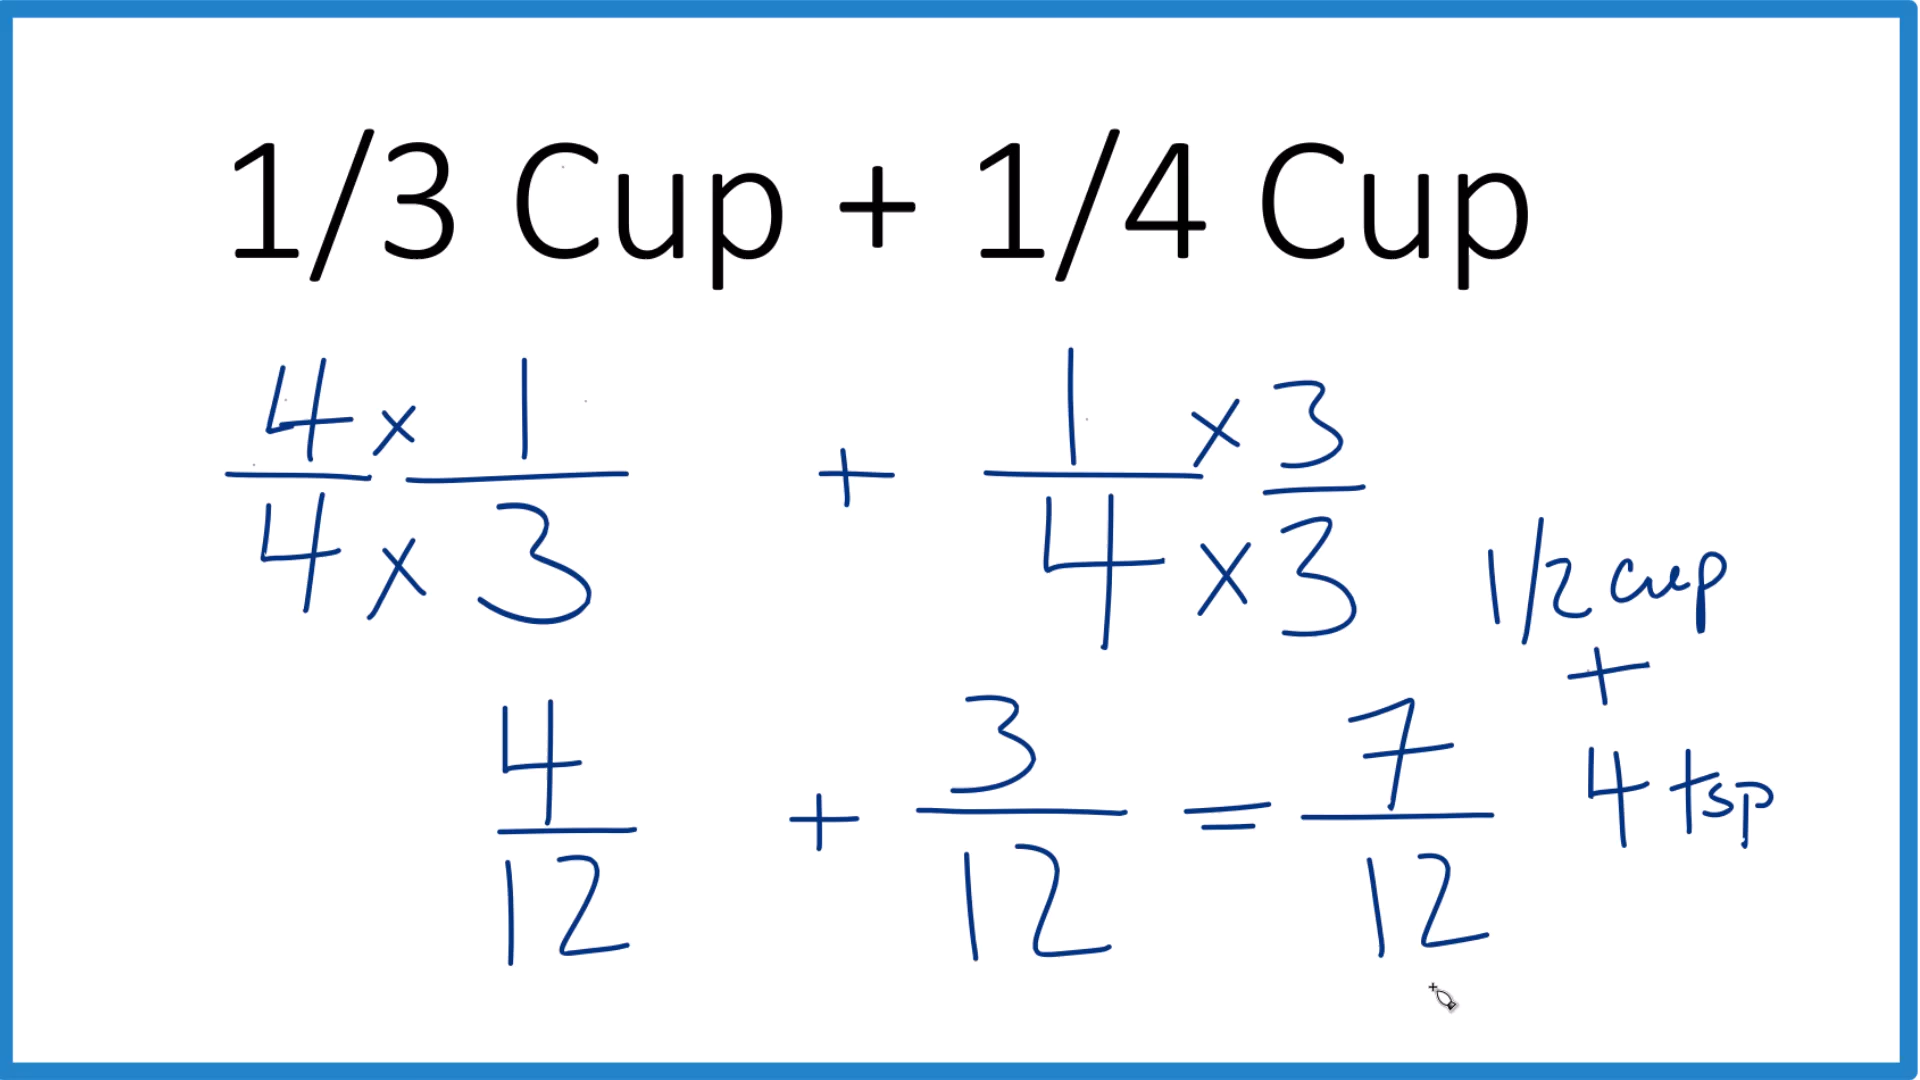 1/3 Cup + 1/4 Cup
4 × 1 + 1 × 3
4 × 3 4 × 3
1/2 cup
+
4 tsp
4 + 3 = 7
12 12 12